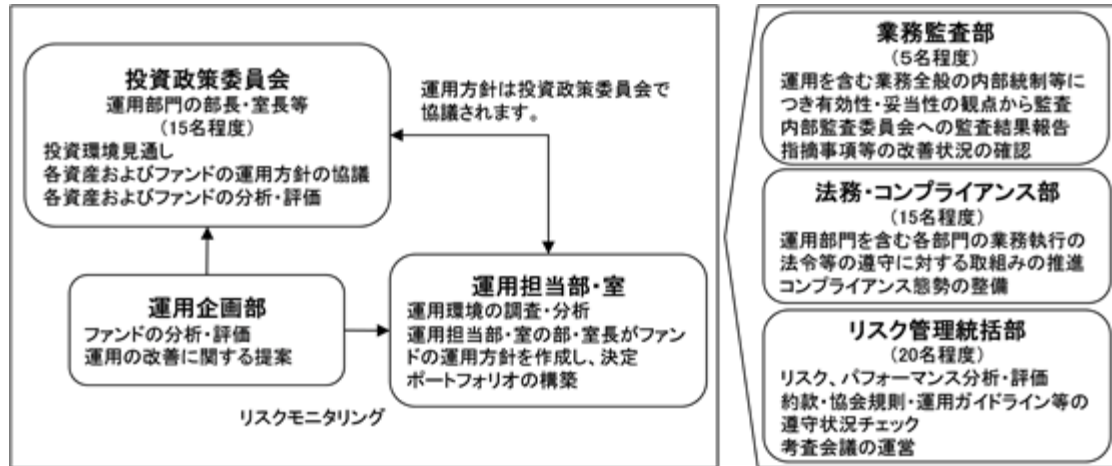 投資政策委員会
運用部門の部長・室長等
(15名程度)
投資環境見通し
各資産およびファンドの運用方針の協議
各資産およびファンドの分析・評価
運用方針は投資政策委員会で
協議されます。
運用企画部
ファンドの分析・評価
運用の改善に関する提案
運用担当部・室
運用環境の調査・分析
運用担当部・室の部・室長がファン
ドの運用方針を作成し、決定
ポートフォリオの構築
リスクモニタリング
業務監査部
(5名程度)
運用を含む業務全般の内部統制等に
つき有効性・妥当性の観点から監査
内部監査委員会への監査結果報告
指摘事項等の改善状況の確認
法務・コンプライアンス部
(15名程度)
運用部門を含む各部門の業務執行の
法令等の遵守に対する取組みの推進
コンプライアンス態勢の整備
リスク管理統括部
(20名程度)
リスク、パフォーマンス分析・評価
約款・協会規則・運用ガイドライン等の
遵守状況チェック
考査会議の運営